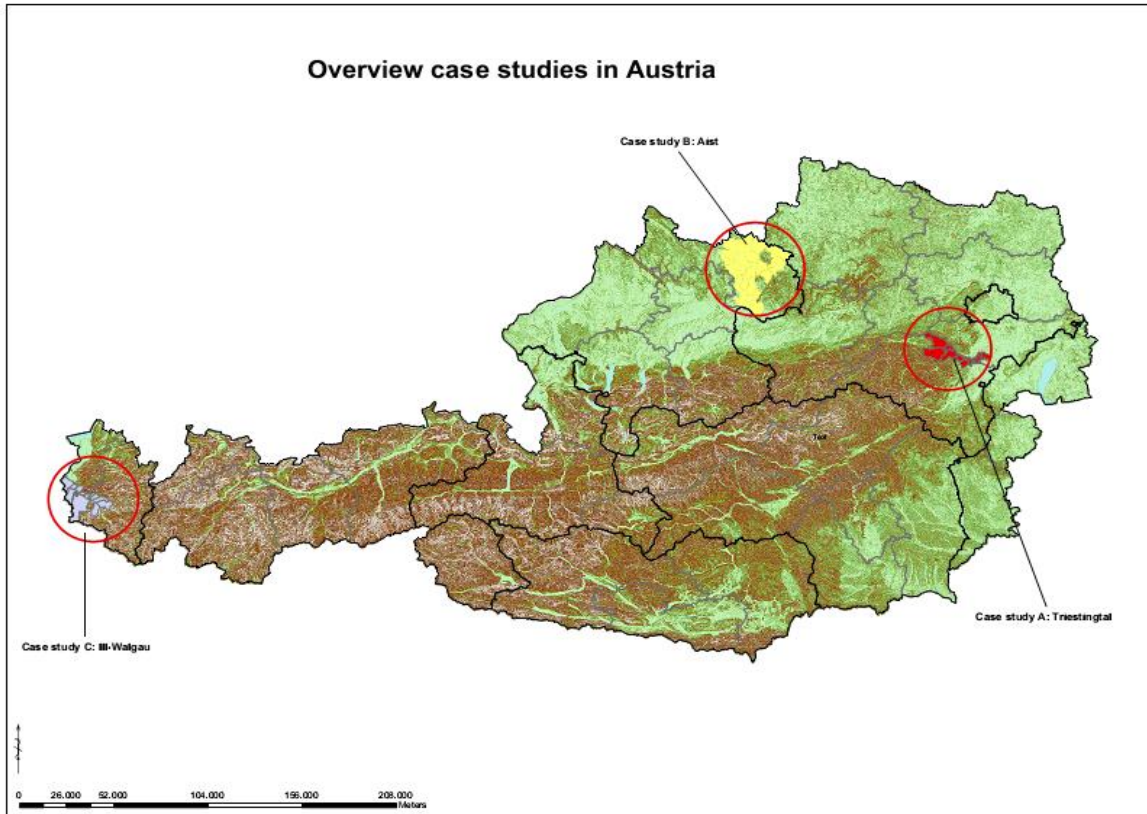 Overview case studies in Austria
Case study B: Aist
Text
Case study A: Triestingtal
Case study C: Ill-Walgau
0 26.000 52.000 104.000 156.000 208.000
Meters